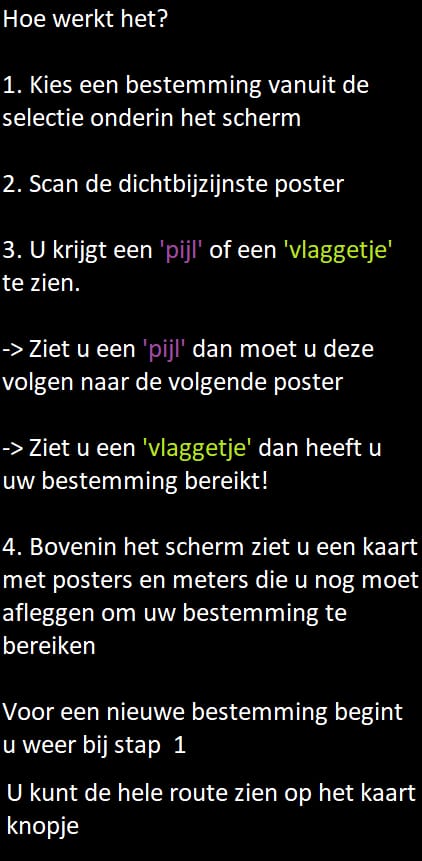 Hoe werkt het?
1. Kies een bestemming vanuit de
selectie onderin het scherm
2. Scan de dichtbijzijnste poster
3. U krijgt een 'pijl' of een 'vlaggetje'
te zien.
-> Ziet u een 'pijl' dan moet u deze
volgen naar de volgende poster
-> Ziet u een 'vlaggetje' dan heeft u
uw bestemming bereikt!
4. Bovenin het scherm ziet u een kaart
met posters en meters die u nog moet
afleggen om uw bestemming te
bereiken
Voor een nieuwe bestemming begint
u weer bij stap 1
U kunt de hele route zien op het kaart
knopje